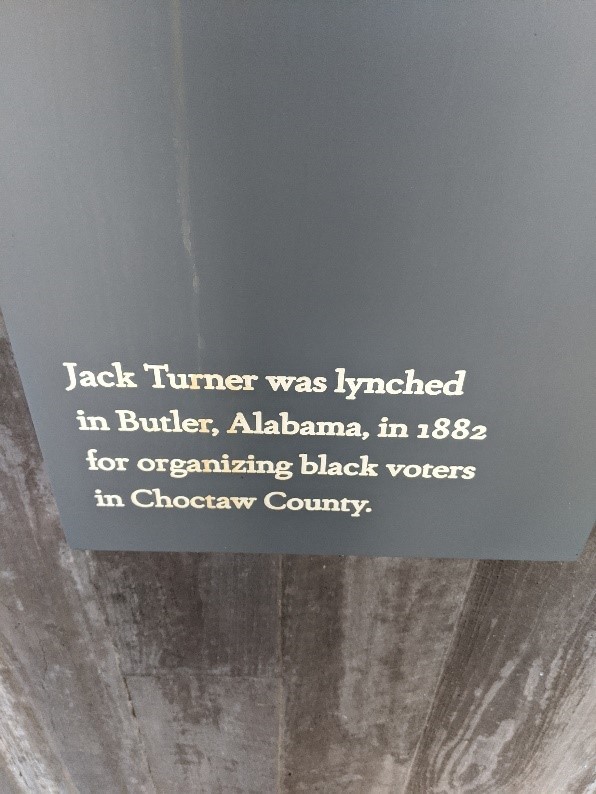 Jack Turner was lynched
in Butler, Alabama, in 1882
for organizing black voters
in Choctaw County.